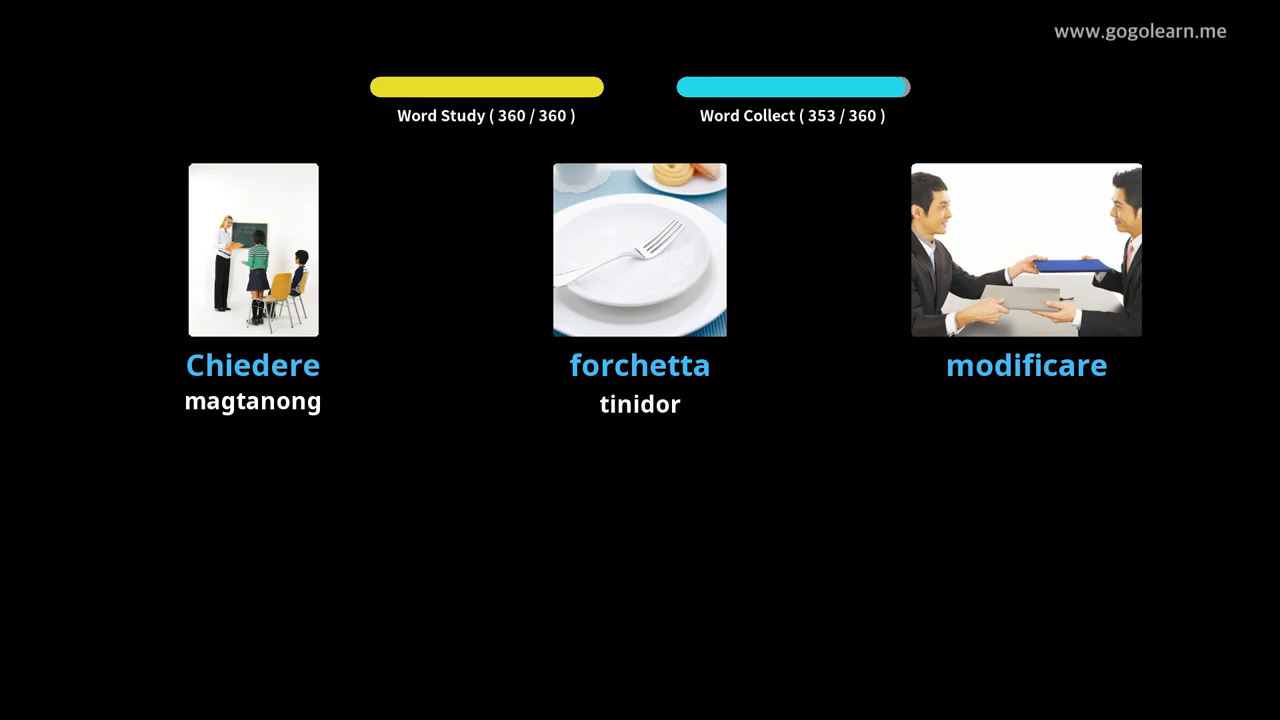 www.gogolearn.me
Word Study ( 360 / 360 )
Word Collect ( 353 / 360 )
Chiedere
magtanong
forchetta
tinidor
modificare